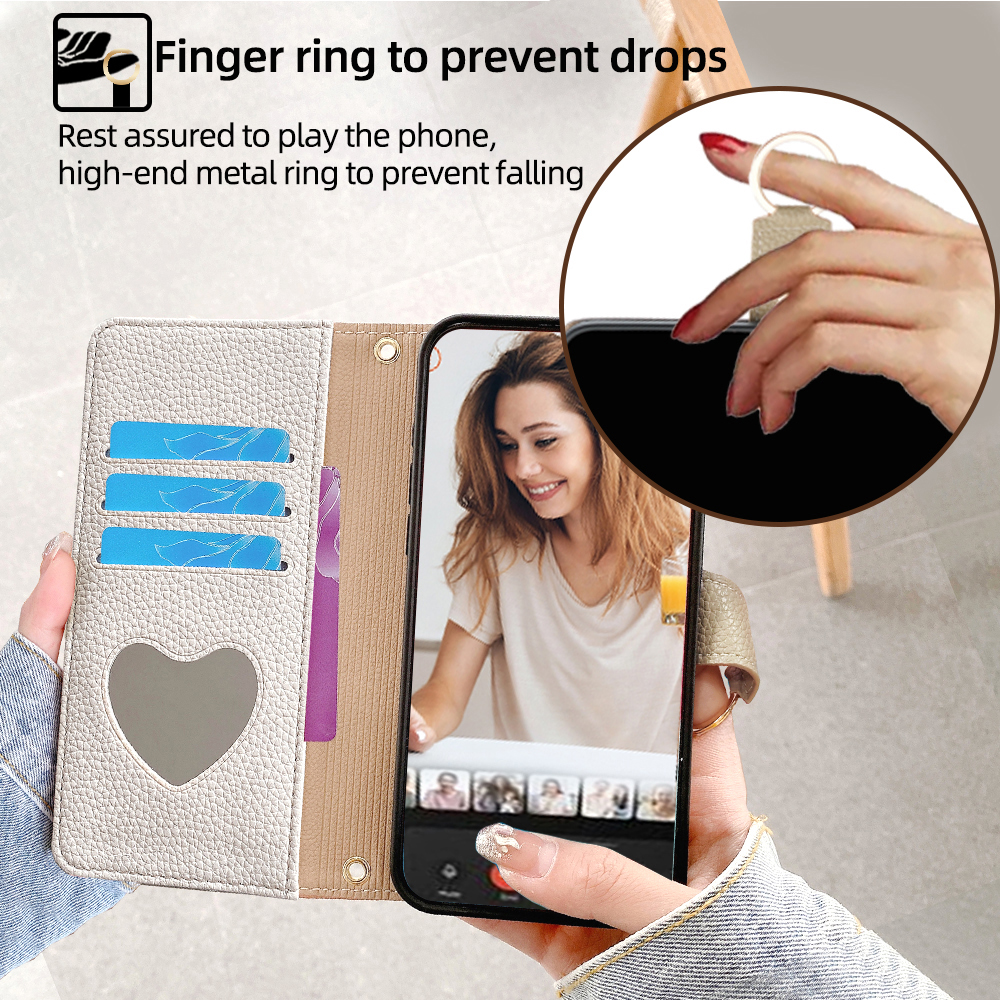 Finger ring to prevent drops
Rest assured to play the phone,
high-end metal ring to prevent falling